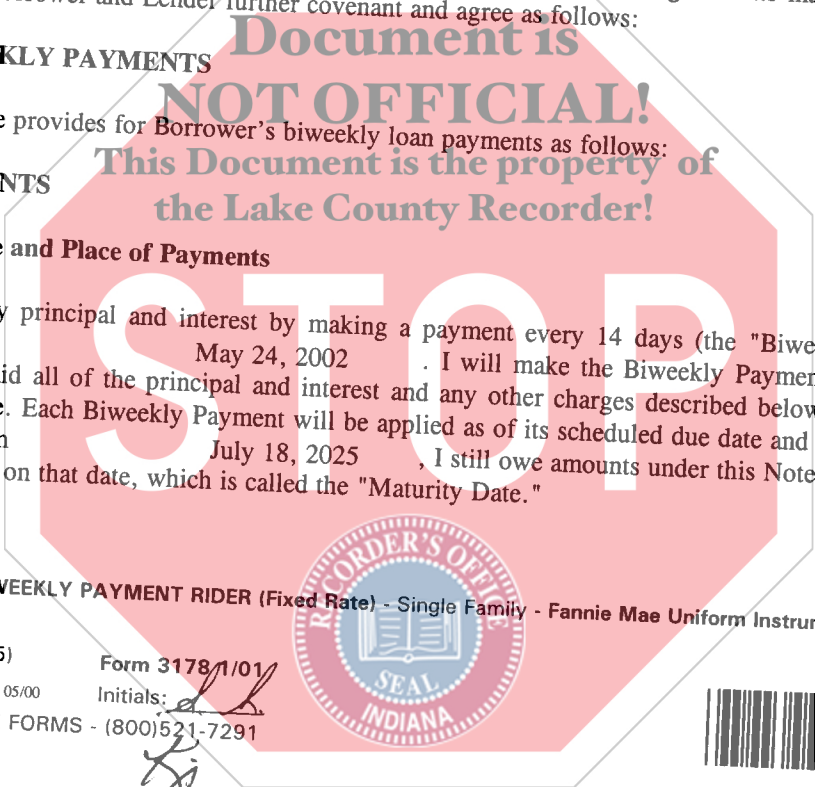 Borrower and Lender further covenant and agree as follows:
Document is
KLY PAYMENTS
NOT OFFICIAL!
e provides for Borrower's biweekly loan payments as follows:
This Document is the property of
NTS
the Lake County Recorder!
e and Place of Payments
STOP
y principal and interest by making a payment every 14 days (the "Biwe
May 24, 2002 . I will make the Biweekly Paymen
id all of the principal and interest and any other charges described below
e. Each Biweekly Payment will be applied as of its scheduled due date and
n July 18, 2025 , I still owe amounts under this Note
on that date, which is called the "Maturity Date."
RECORDER'S OFFICE
SEAL
INDIANA
WEEKLY PAYMENT RIDER (Fixed Rate) - Single Family - Fannie Mae Uniform Instrum
5)
Form 3178 1/01
05/00 Initials:
FORMS - (800)521-7291